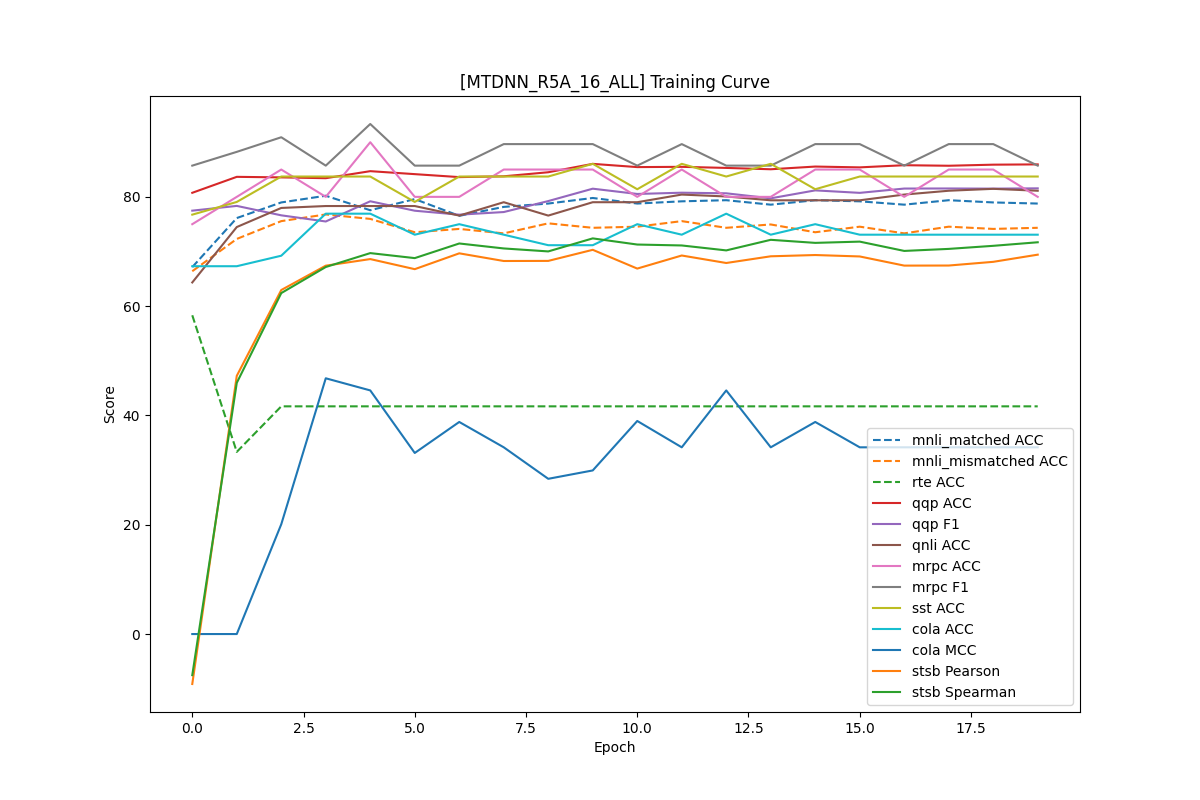 [MTDNN_R5A_16_ALL] Training Curve
Score
80
60
40
20
0
0.0 2.5 5.0 7.5 10.0 12.5 15.0 17.5
Epoch
mnli_matched ACC
mnli_mismatched ACC
rte ACC
qqp ACC
qqp F1
qnli ACC
mrpc ACC
mrpc F1
sst ACC
cola ACC
cola MCC
stsb Pearson
stsb Spearman